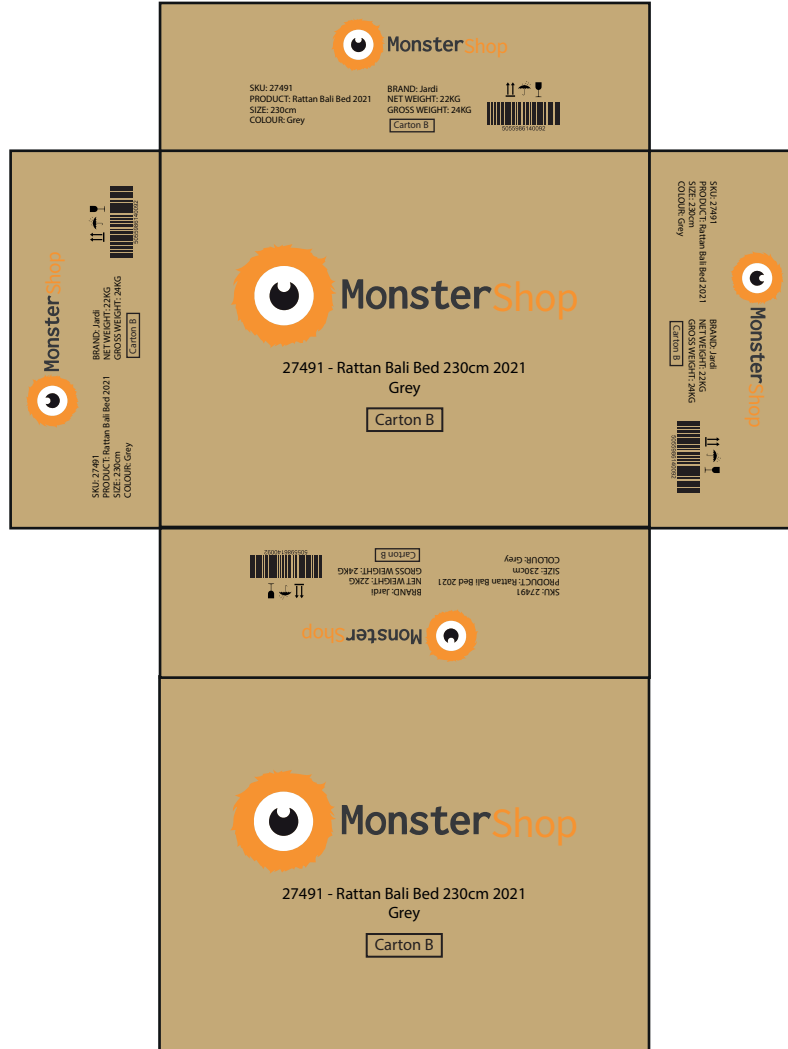 MonsterShop
SKU: 27491
PRODUCT: Rattan Bali Bed 2021
SIZE: 230cm
COLOUR: Grey
BRAND: Jardi
NET WEIGHT: 22KG
GROSS WEIGHT: 24KG
Carton B
5055986140092
MonsterShop
SKU: 27491
PRODUCT: Rattan Bali Bed 2021
SIZE: 230cm
COLOUR: Grey
BRAND: Jardi
NET WEIGHT: 22KG
GROSS WEIGHT: 24KG
Carton B
5055986140092
MonsterShop
27491 - Rattan Bali Bed 230cm 2021
Grey
Carton B
MonsterShop
SKU: 27491
PRODUCT: Rattan Bali Bed 2021
SIZE: 230cm
COLOUR: Grey
BRAND: Jardi
NET WEIGHT: 22KG
GROSS WEIGHT: 24KG
Carton B
5055986140092
MonsterShop
SKU: 27491
PRODUCT: Rattan Bali Bed 2021
SIZE: 230cm
COLOUR: Grey
BRAND: Jardi
NET WEIGHT: 22KG
GROSS WEIGHT: 24KG
Carton B
5055986140092
MonsterShop
27491 - Rattan Bali Bed 230cm 2021
Grey
Carton B